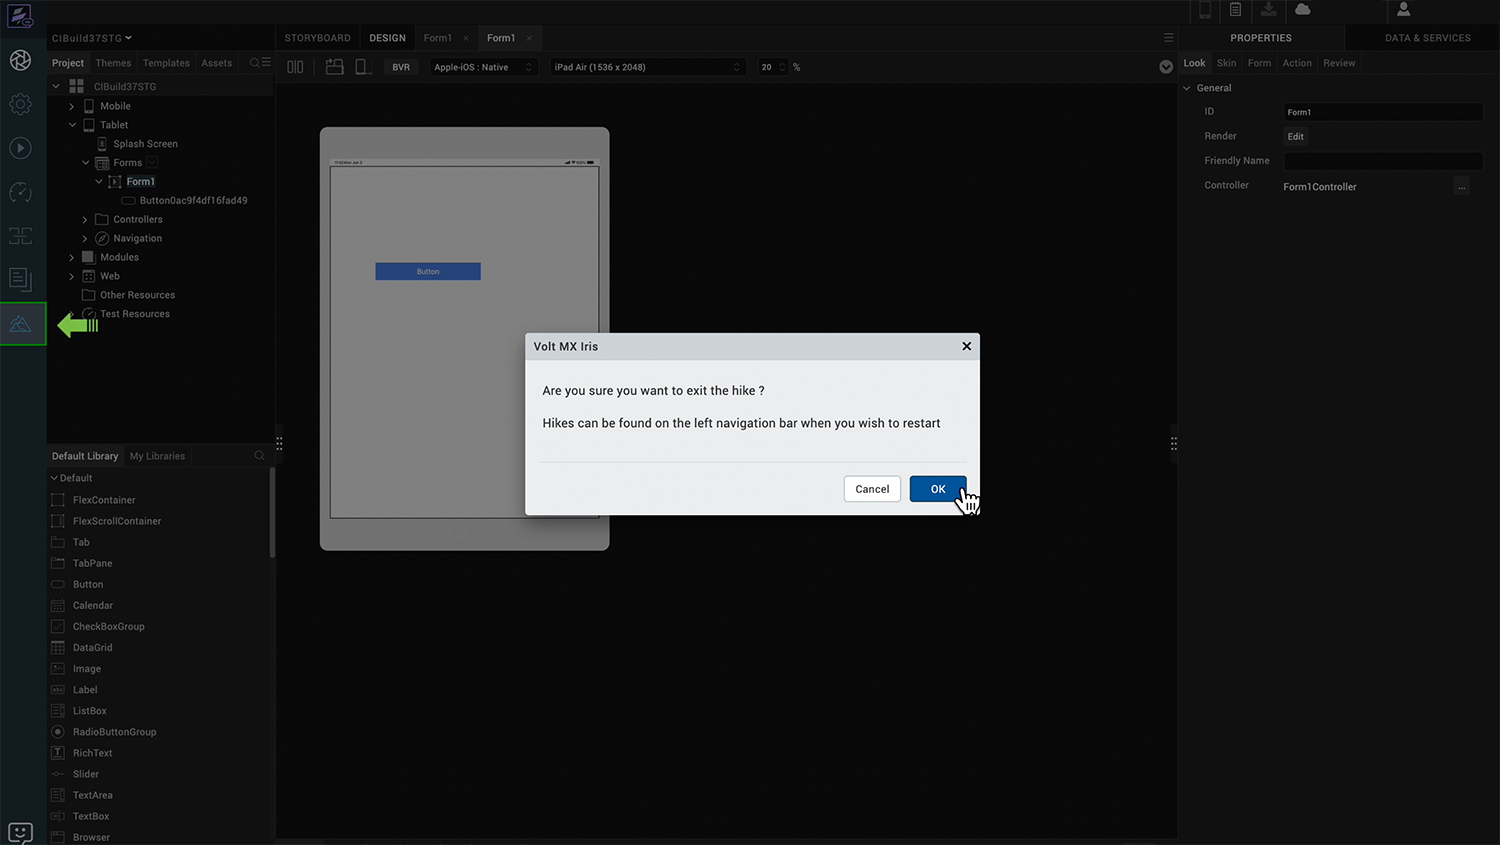 CIBuild37STG
STORYBOARD
DESIGN
Form1 ×
Form1 ×
PROPERTIES
DATA & SERVICES
Project
Themes
Templates
Assets
BVR
Apple-iOS : Native
iPad Air (1536 x 2048)
20
%
Look
Skin
Form
Action
Review
CIBuild37STG
Mobile
Tablet
Splash Screen
Forms
Form1
Button0ac9f4df16fad49
Controllers
Navigation
Modules
Web
Other Resources
Test Resources
General
ID
Form1
Render
Edit
Friendly Name
Controller
Form1Controller
...
Button
Volt MX Iris
Are you sure you want to exit the hike ?
Hikes can be found on the left navigation bar when you wish to restart
Cancel
OK
Default Library
My Libraries
Default
FlexContainer
FlexScrollContainer
Tab
TabPane
Button
Calendar
CheckBoxGroup
DataGrid
Image
Label
ListBox
RadioButtonGroup
RichText
Slider
TextArea
TextBox
Browser